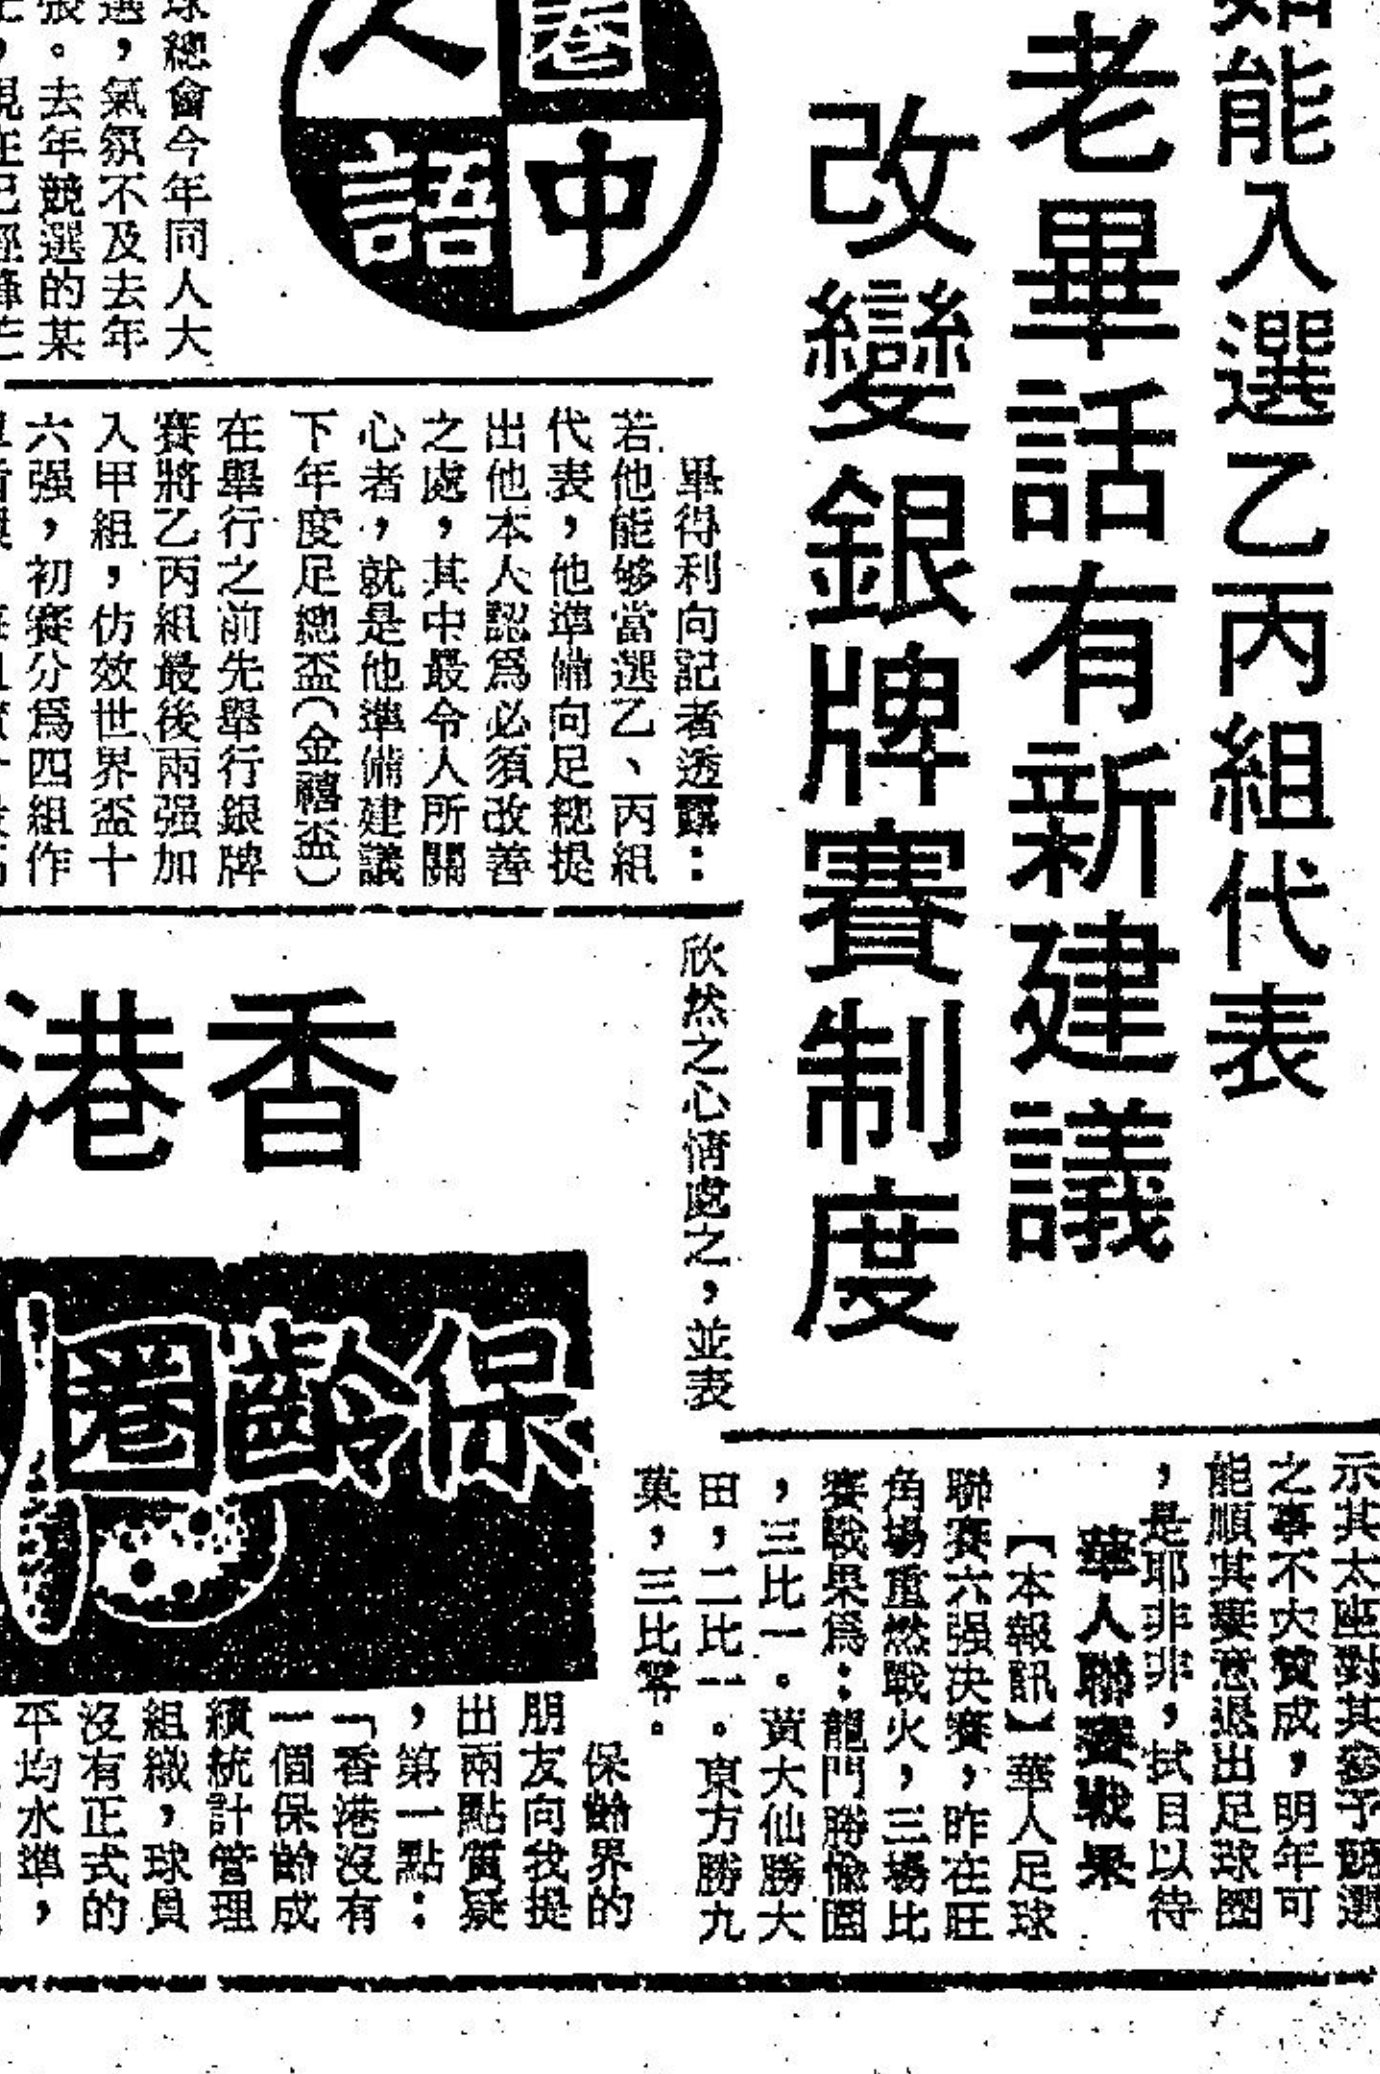 如能入選乙丙組代表
老畢話有新建議
改變銀牌賽制度
圈中
人語
球總會今年同人大
選，氣氛不及去年
張。去年競選的某
畢得利向記者透露：
若他能够當選乙、丙組
代表，他準備向足總提
出他本人認爲必須改善
之處，其中最令人所關
心者，就是他準備建議
下年度足總盃（金禧盃）
在舉行之前先舉行銀牌
賽將乙丙組最後兩强加
入甲組，仿效世界盃十
六强，初賽分爲四組作
欣然之心情處之，並表
示其太座對其參予競選
之事不大贊成，明年可
能順其妻意退出足球圈
，是耶非非，拭目以待
華人聯賽戰果
【本報訊】華人足球
聯賽六强決賽，昨在旺
角場重燃戰火，三場比
賽戰果爲：龍門勝愉園
，三比一。黃大仙勝大
田，二比一。東方勝九
菓，三比零。
香港
保齡圈
保齡界的
朋友向我提
出兩點質疑
，第一點：
「香港沒有
一個保齡成
績統計管理
組織，球員
沒有正式的
平均水準，